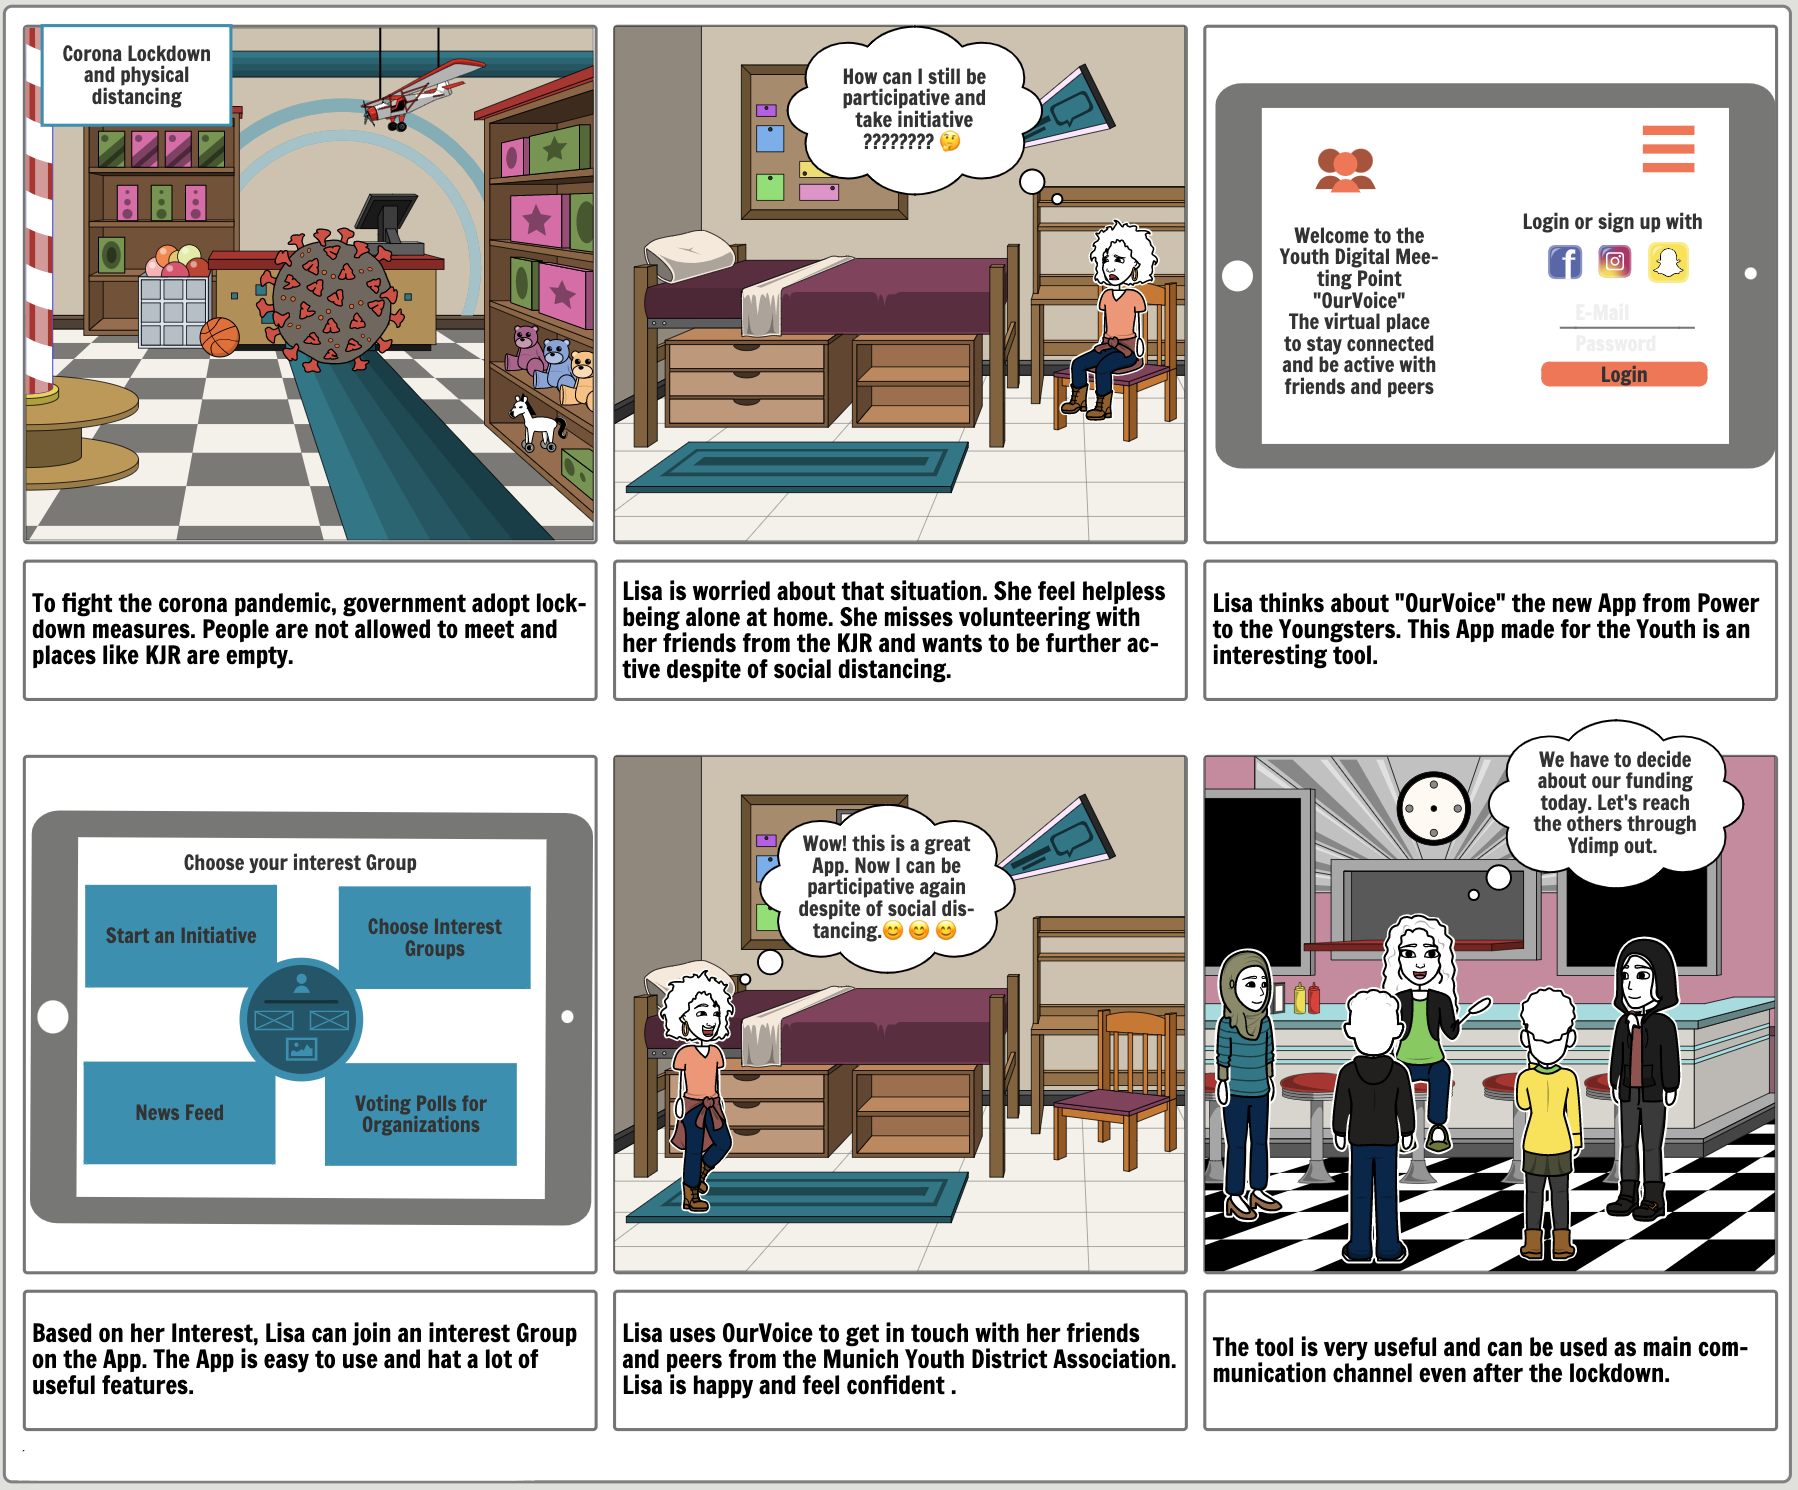 Corona Lockdown
and physical
distancing
How can I still be
participative and
take initiative
???????? 🤔
Welcome to the
Youth Digital Mee-
ting Point
"OurVoice"
The virtual place
to stay connected
and be active with
friends and peers
Login or sign up with
f
E-Mail
Password
Login
To fight the corona pandemic, government adopt lock-
down measures. People are not allowed to meet and
places like KJR are empty.
Lisa is worried about that situation. She feel helpless
being alone at home. She misses volunteering with
her friends from the KJR and wants to be further ac-
tive despite of social distancing.
Lisa thinks about "OurVoice" the new App from Power
to the Youngsters. This App made for the Youth is an
interesting tool.
Choose your interest Group
Start an Initiative
Choose Interest
Groups
News Feed
Voting Polls for
Organizations
Wow! this is a great
App. Now I can be
participative again
despite of social dis-
tancing.😊 😊 😊
We have to decide
about our funding
today. Let's reach
the others through
Ydimp out.
Based on her Interest, Lisa can join an interest Group
on the App. The App is easy to use and hat a lot of
useful features.
Lisa uses OurVoice to get in touch with her friends
and peers from the Munich Youth District Association.
Lisa is happy and feel confident .
The tool is very useful and can be used as main com-
munication channel even after the lockdown.